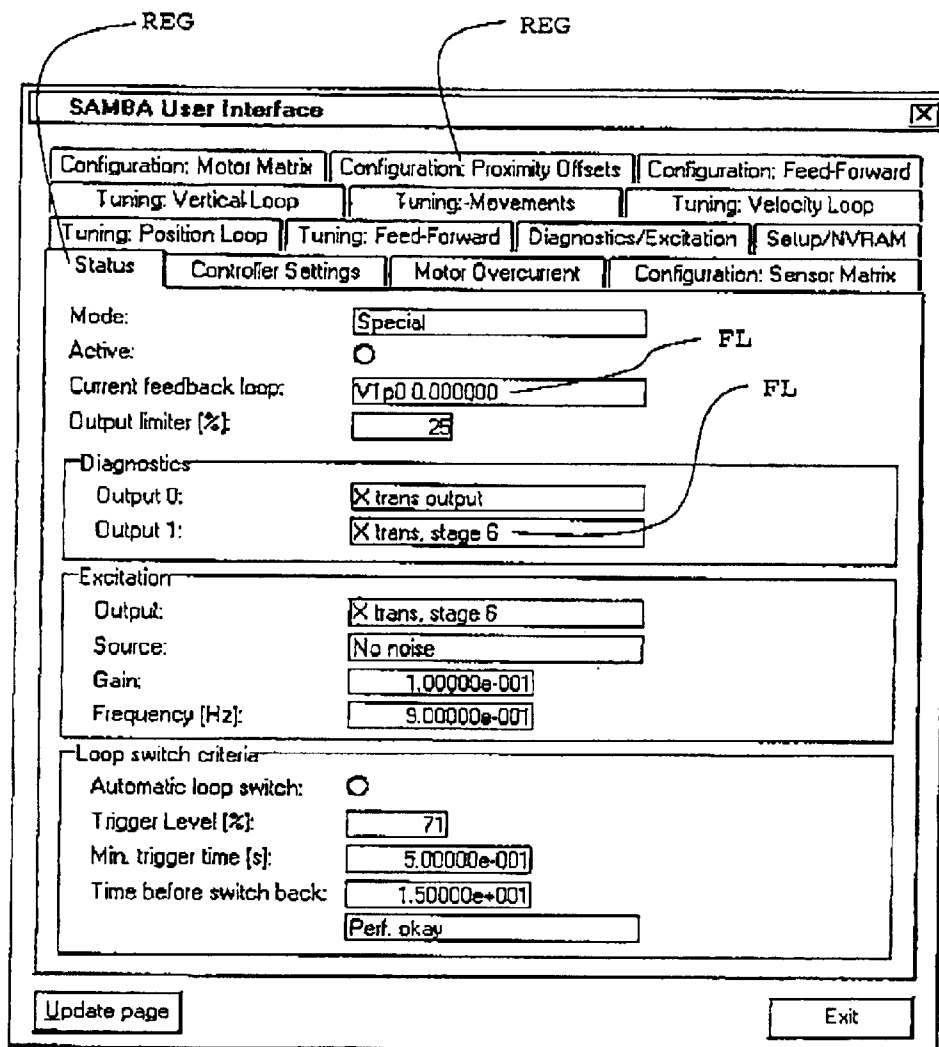 REG
REG
SAMBA User Interface
Configuration: Motor Matrix
Configuration: Proximity Offsets
Configuration: Feed-Forward
Tuning: Vertical Loop
Tuning: Movements
Tuning: Velocity Loop
Tuning: Position Loop
Tuning: Feed-Forward
Diagnostics/Excitation
Setup/NVRAM
Status
Controller Settings
Motor Overcurrent
Configuration: Sensor Matrix
Mode: Special
Active:
FL
Current feedback loop: V1p0 0.000000
FL
Output limiter [%]: 25
Diagnostics
Output 0: X trans output
Output 1: X trans, stage 6
Excitation
Output: X trans, stage 6
Source: No noise
Gain: 1.00000e-001
Frequency [Hz]: 9.00000e-001
Loop switch criteria
Automatic loop switch:
Trigger Level [%]: 71
Min. trigger time [s]: 5.00000e-001
Time before switch back: 1.50000e+001
Perf. okay
Update page
Exit